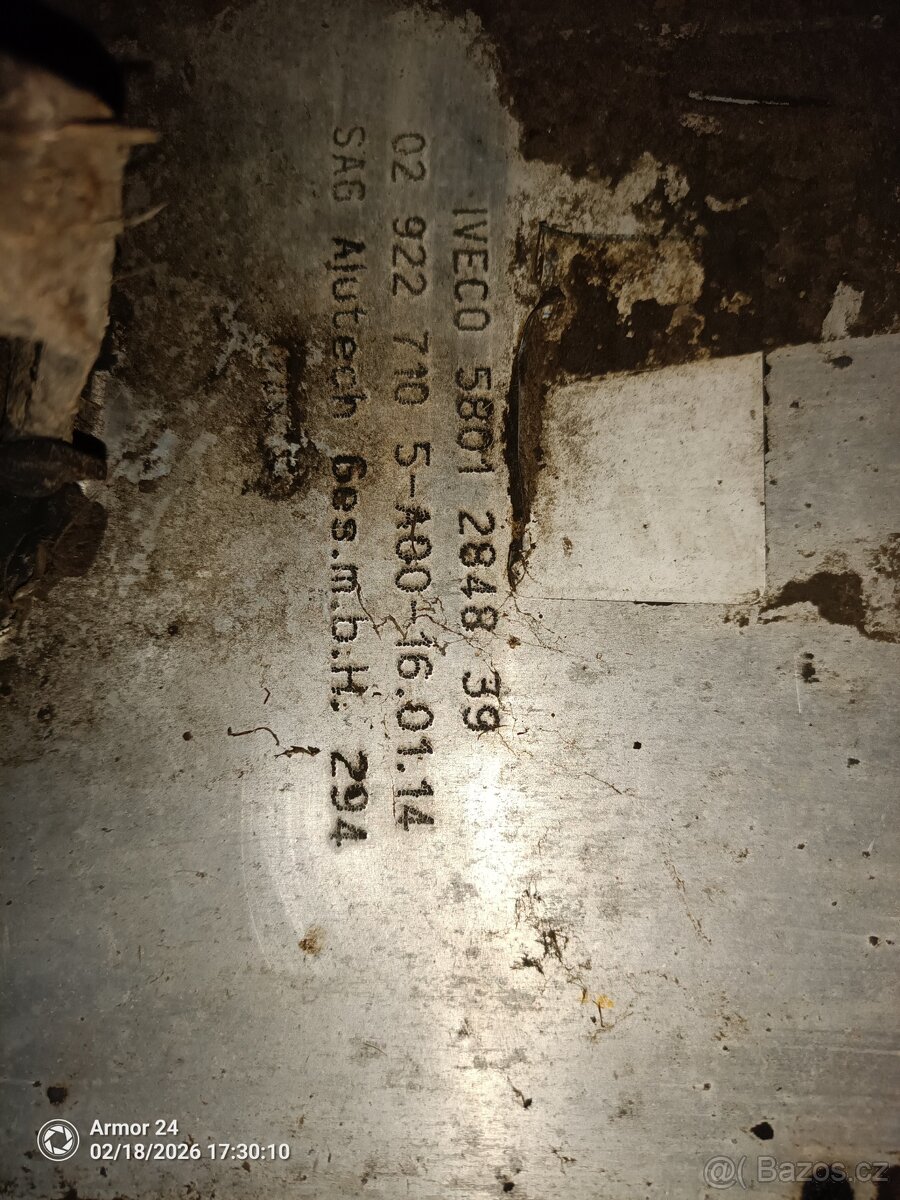 IVECO 5801 2848 39
02 922 710 5-A00-16.01.14
SAG Alutech Ges.m.b.H. 294
Armor 24
02/18/2026 17:30:10
@( Bazos.cz